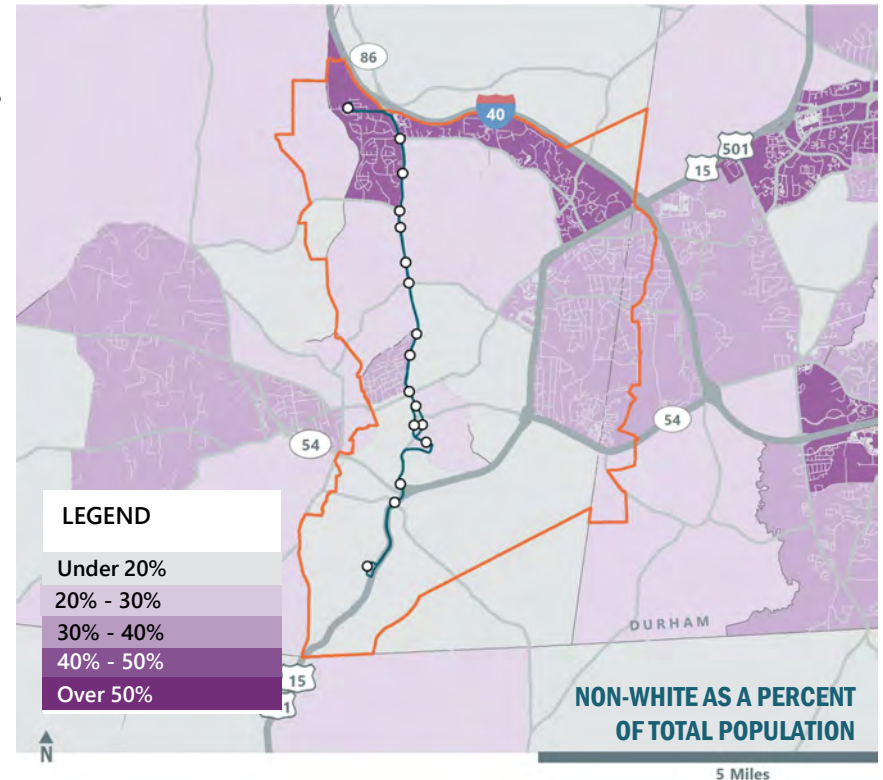 86
40
501
15
54
54
LEGEND
Under 20%
20% - 30%
30% - 40%
40% - 50%
Over 50%
DURHAM
15
1
NON-WHITE AS A PERCENT
OF TOTAL POPULATION
N
5 Miles